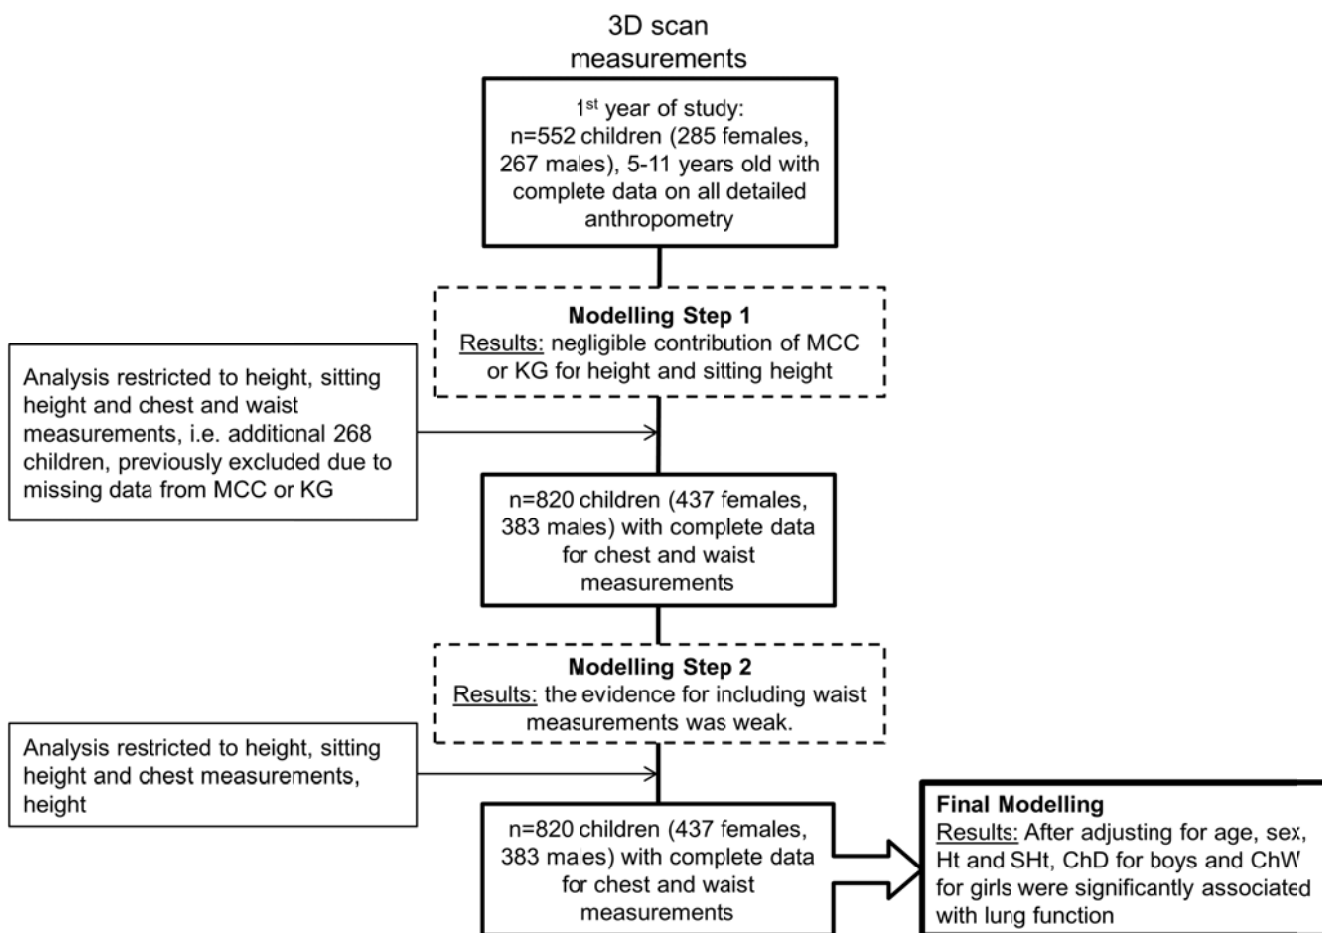 3D scan
measurements
1st year of study:
n=552 children (285 females,
267 males), 5-11 years old with
complete data on all detailed
anthropometry
Modelling Step 1
Results: negligible contribution of MCC
or KG for height and sitting height
Analysis restricted to height, sitting
height and chest and waist
measurements, i.e. additional 268
children, previously excluded due to
missing data from MCC or KG
n=820 children (437 females,
383 males) with complete data
for chest and waist
measurements
Modelling Step 2
Results: the evidence for including waist
measurements was weak.
Analysis restricted to height, sitting
height and chest measurements,
height
n=820 children (437 females,
383 males) with complete data
for chest and waist
measurements
Final Modelling
Results: After adjusting for age, sex,
Ht and SHt, ChD for boys and ChW
for girls were significantly associated
with lung function